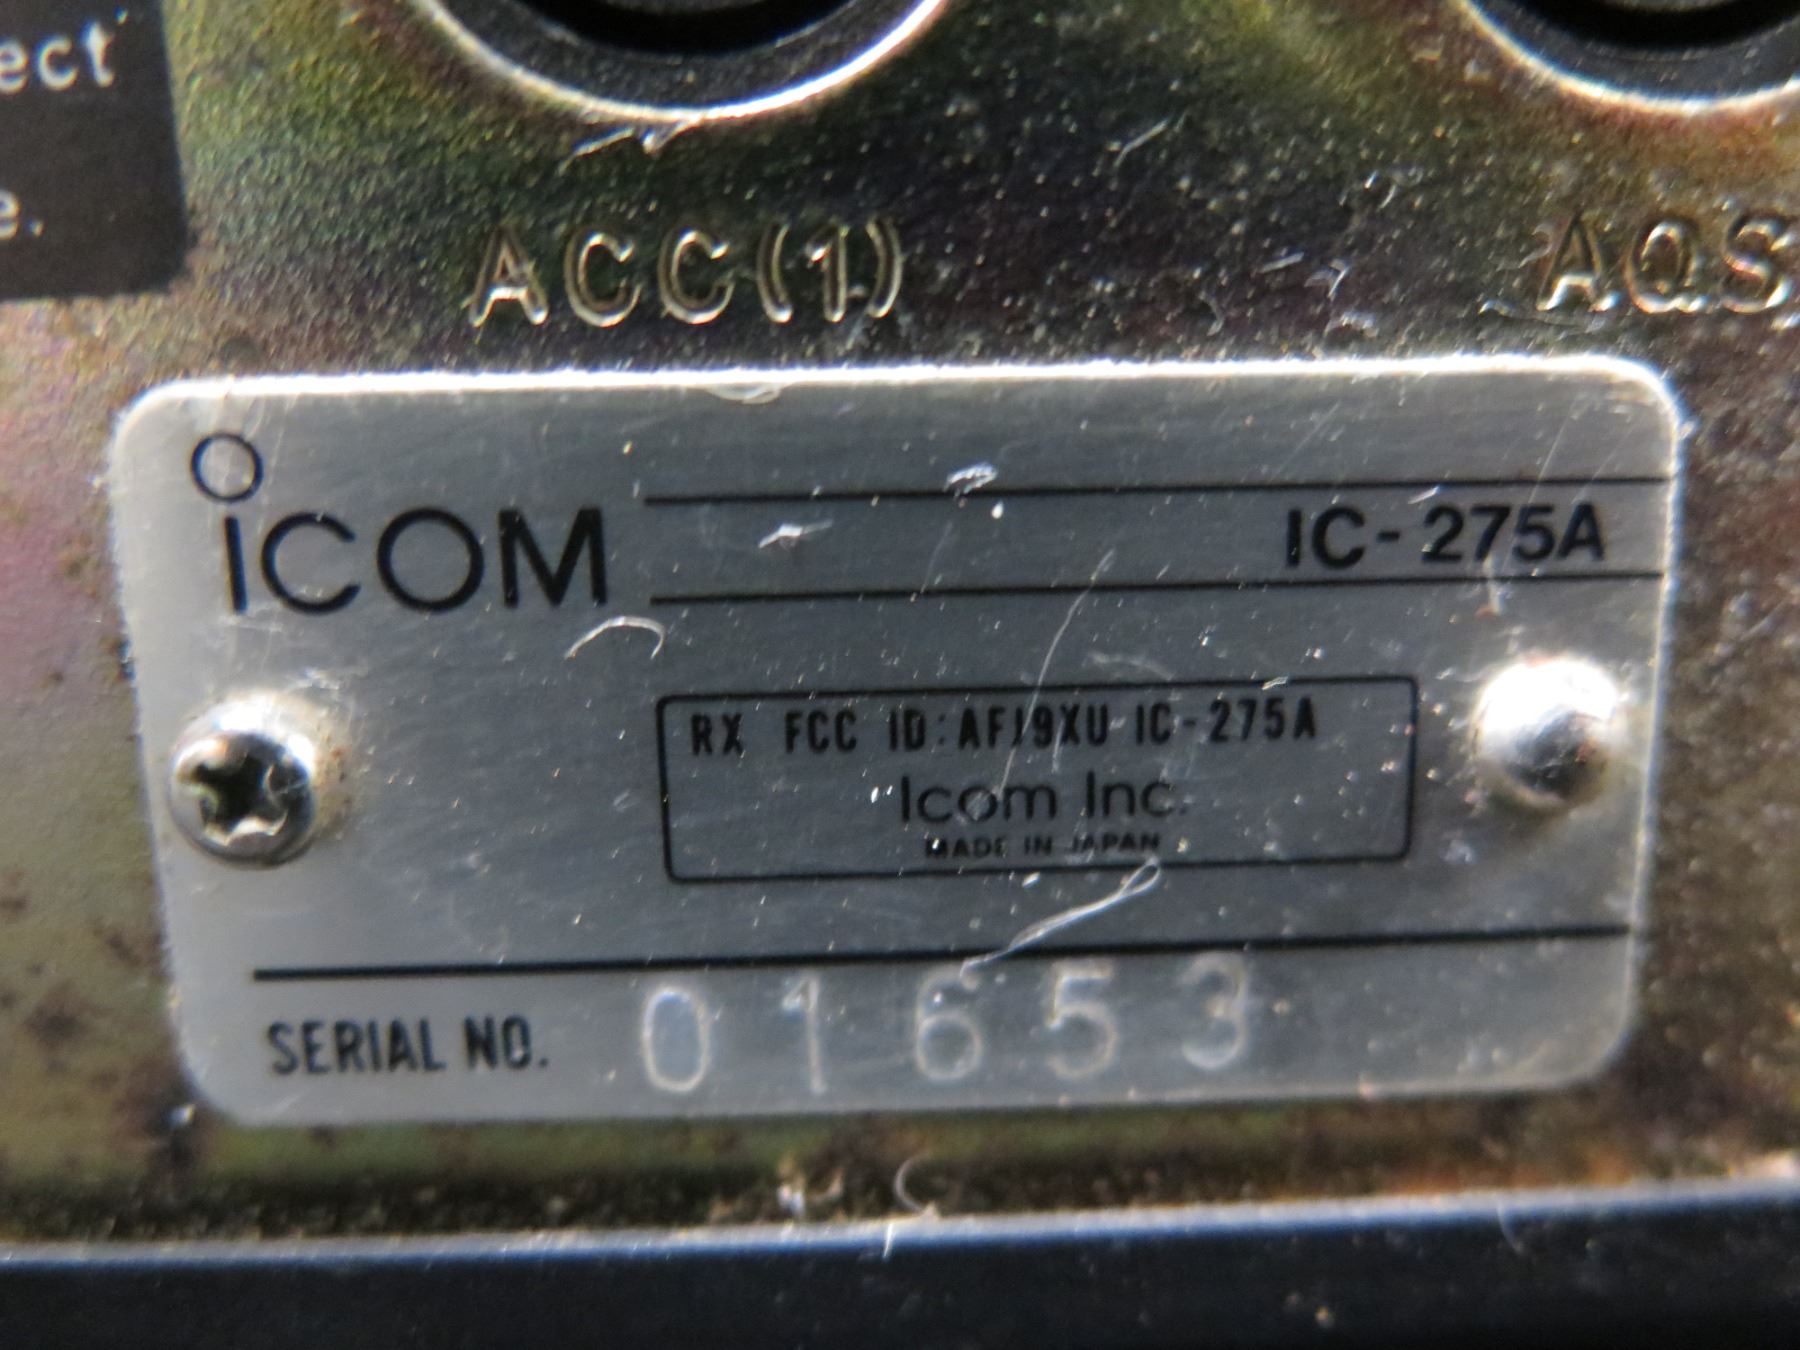 ect
e.
ACC(1)
AQS
iCOM
IC-275A
RX FCC ID:AFJ9XU IC-275A
Icom Inc.
MADE IN JAPAN
SERIAL NO. 01653